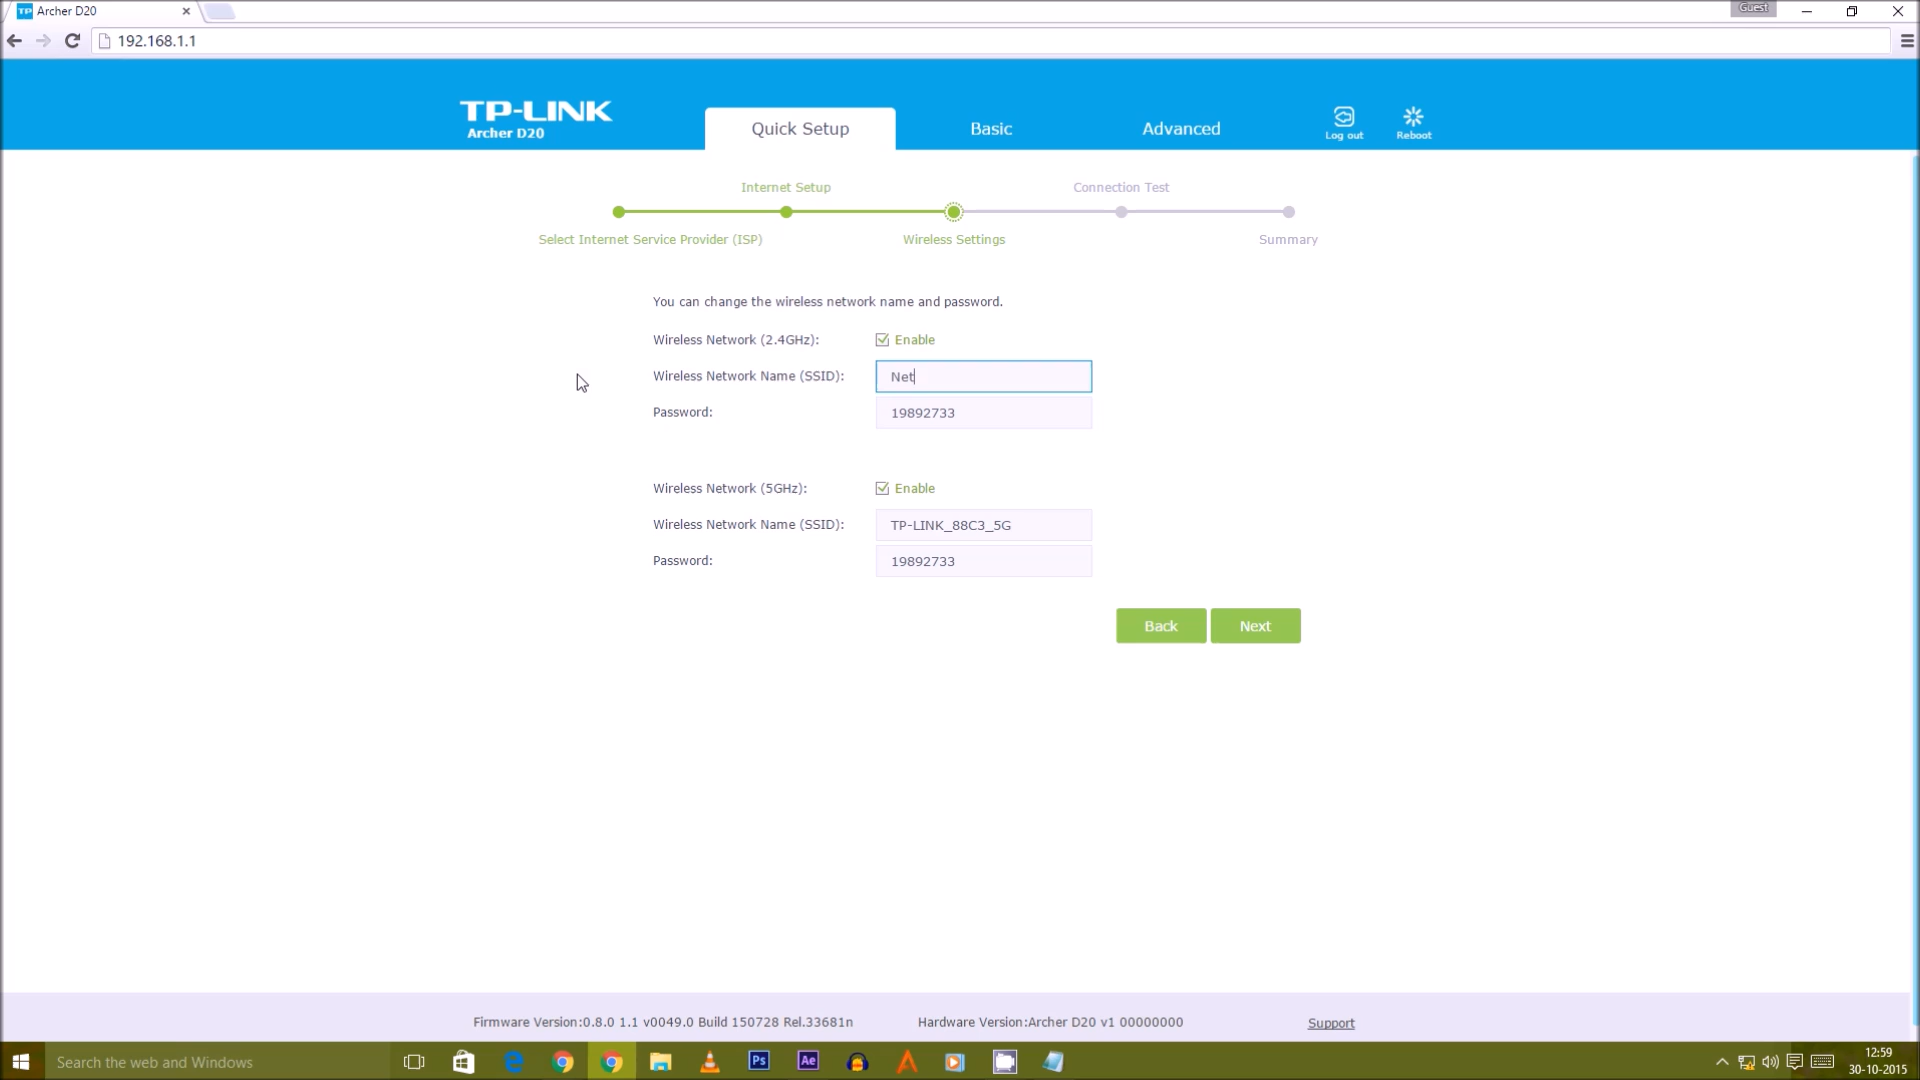 TP Archer D20
Guest
192.168.1.1
TP-LINK
Archer D20
Quick Setup
Basic
Advanced
Log out
Reboot
Internet Setup
Connection Test
Select Internet Service Provider (ISP)
Wireless Settings
Summary
You can change the wireless network name and password.
Wireless Network (2.4GHz): Enable
Wireless Network Name (SSID): Net
Password: 19892733
Wireless Network (5GHz): Enable
Wireless Network Name (SSID): TP-LINK_88C3_5G
Password: 19892733
Back
Next
Firmware Version:0.8.0 1.1 v0049.0 Build 150728 Rel.33681n
Hardware Version:Archer D20 v1 00000000
Support
Search the web and Windows
Ps
Ae
12:59
30-10-2015